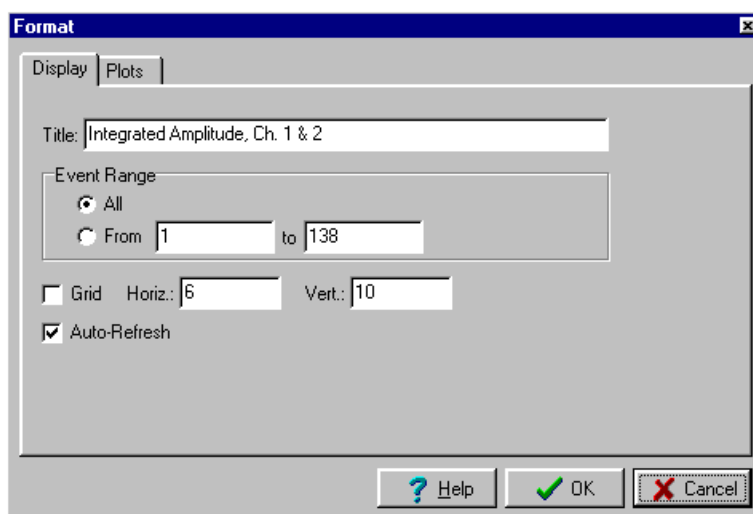 Format
Display Plots
Title: Integrated Amplitude, Ch. 1 & 2
Event Range
All
From 1 to 138
Grid Horiz.: 6 Vert.: 10
Auto-Refresh
? Help OK Cancel